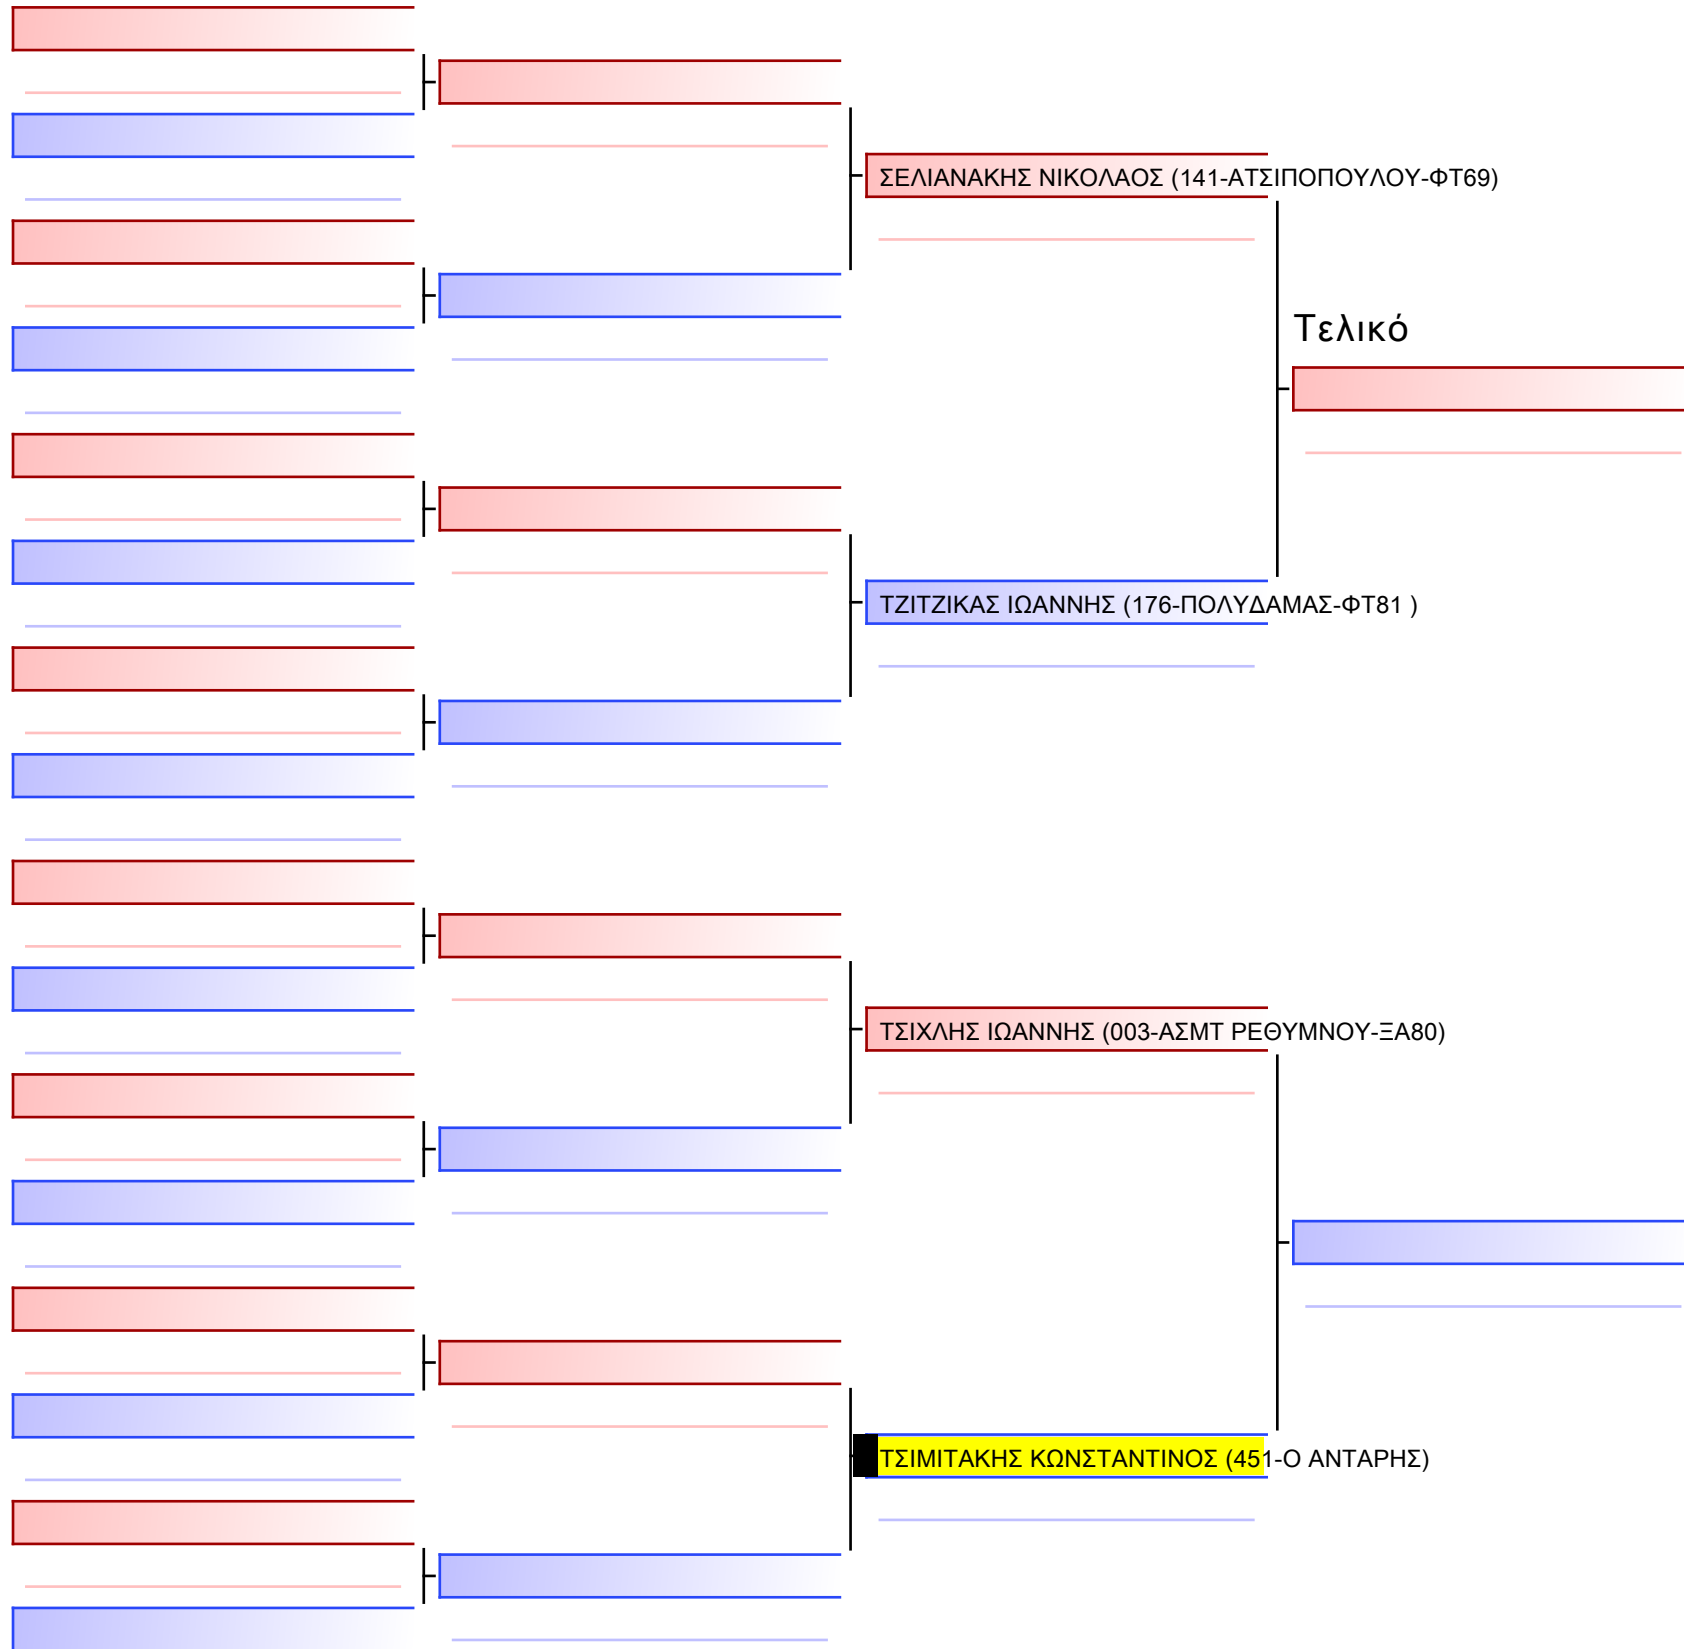 ΣΕΛΙΑΝΑΚΗΣ ΝΙΚΟΛΑΟΣ (141-ΑΤΣΙΠΟΠΟΥΛΟΥ-ΦΤ69)
Τελικό
ΤΖΙΤΖΙΚΑΣ ΙΩΑΝΝΗΣ (176-ΠΟΛΥΔΑΜΑΣ-ΦΤ81 )
ΤΣΙΧΛΗΣ ΙΩΑΝΝΗΣ (003-ΑΣΜΤ ΡΕΘΥΜΝΟΥ-ΞΑ80)
ΤΣΙΜΙΤΑΚΗΣ ΚΩΝΣΤΑΝΤΙΝΟΣ (451-Ο ΑΝΤΑΡΗΣ)